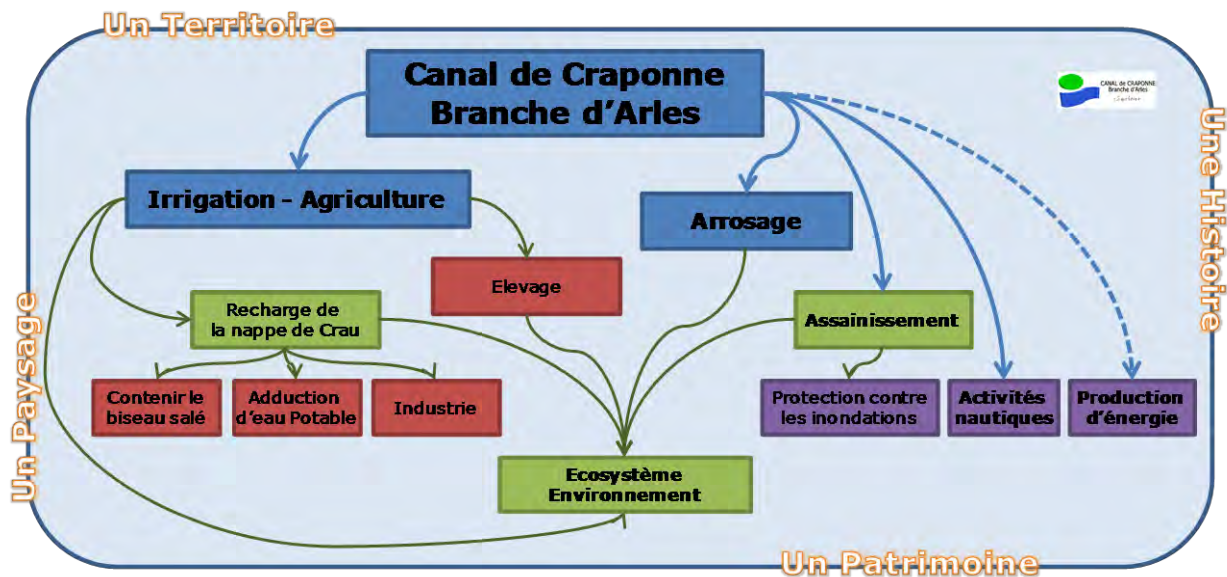 Un Territoire
Canal de Craponne
Branche d'Arles
CANAL de CRAPONNE
Branche d'Arles
Une Histoire
Irrigation - Agriculture
Arrosage
Elevage
Recharge de
la nappe de Crau
Assainissement
Un Paysage
Contenir le
biseau salé
Adduction
d'eau Potable
Industrie
Protection contre
les inondations
Activités
nautiques
Production
d'énergie
Ecosystème
Environnement
Un Patrimoine